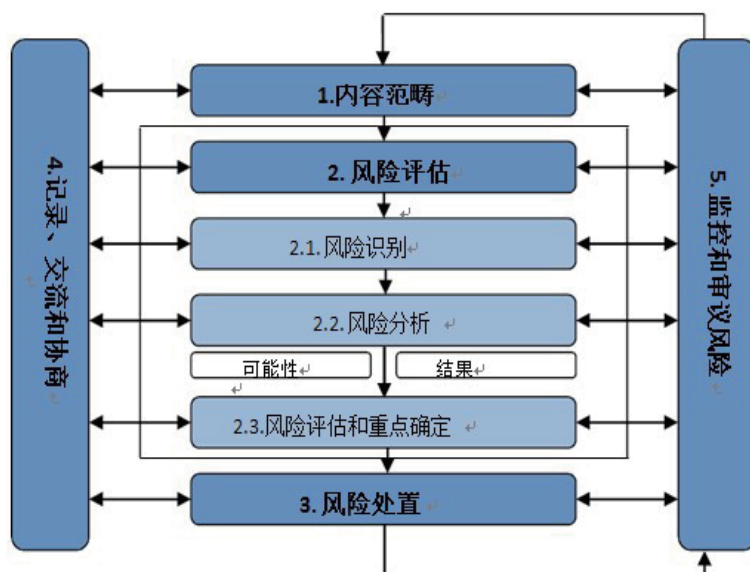 1.内容范畴
2. 风险评估
2.1.风险识别
2.2.风险分析
可能性
结果
2.3.风险评估和重点确定
3. 风险处置
4.记录、交流和协商
5. 监控和审议风险